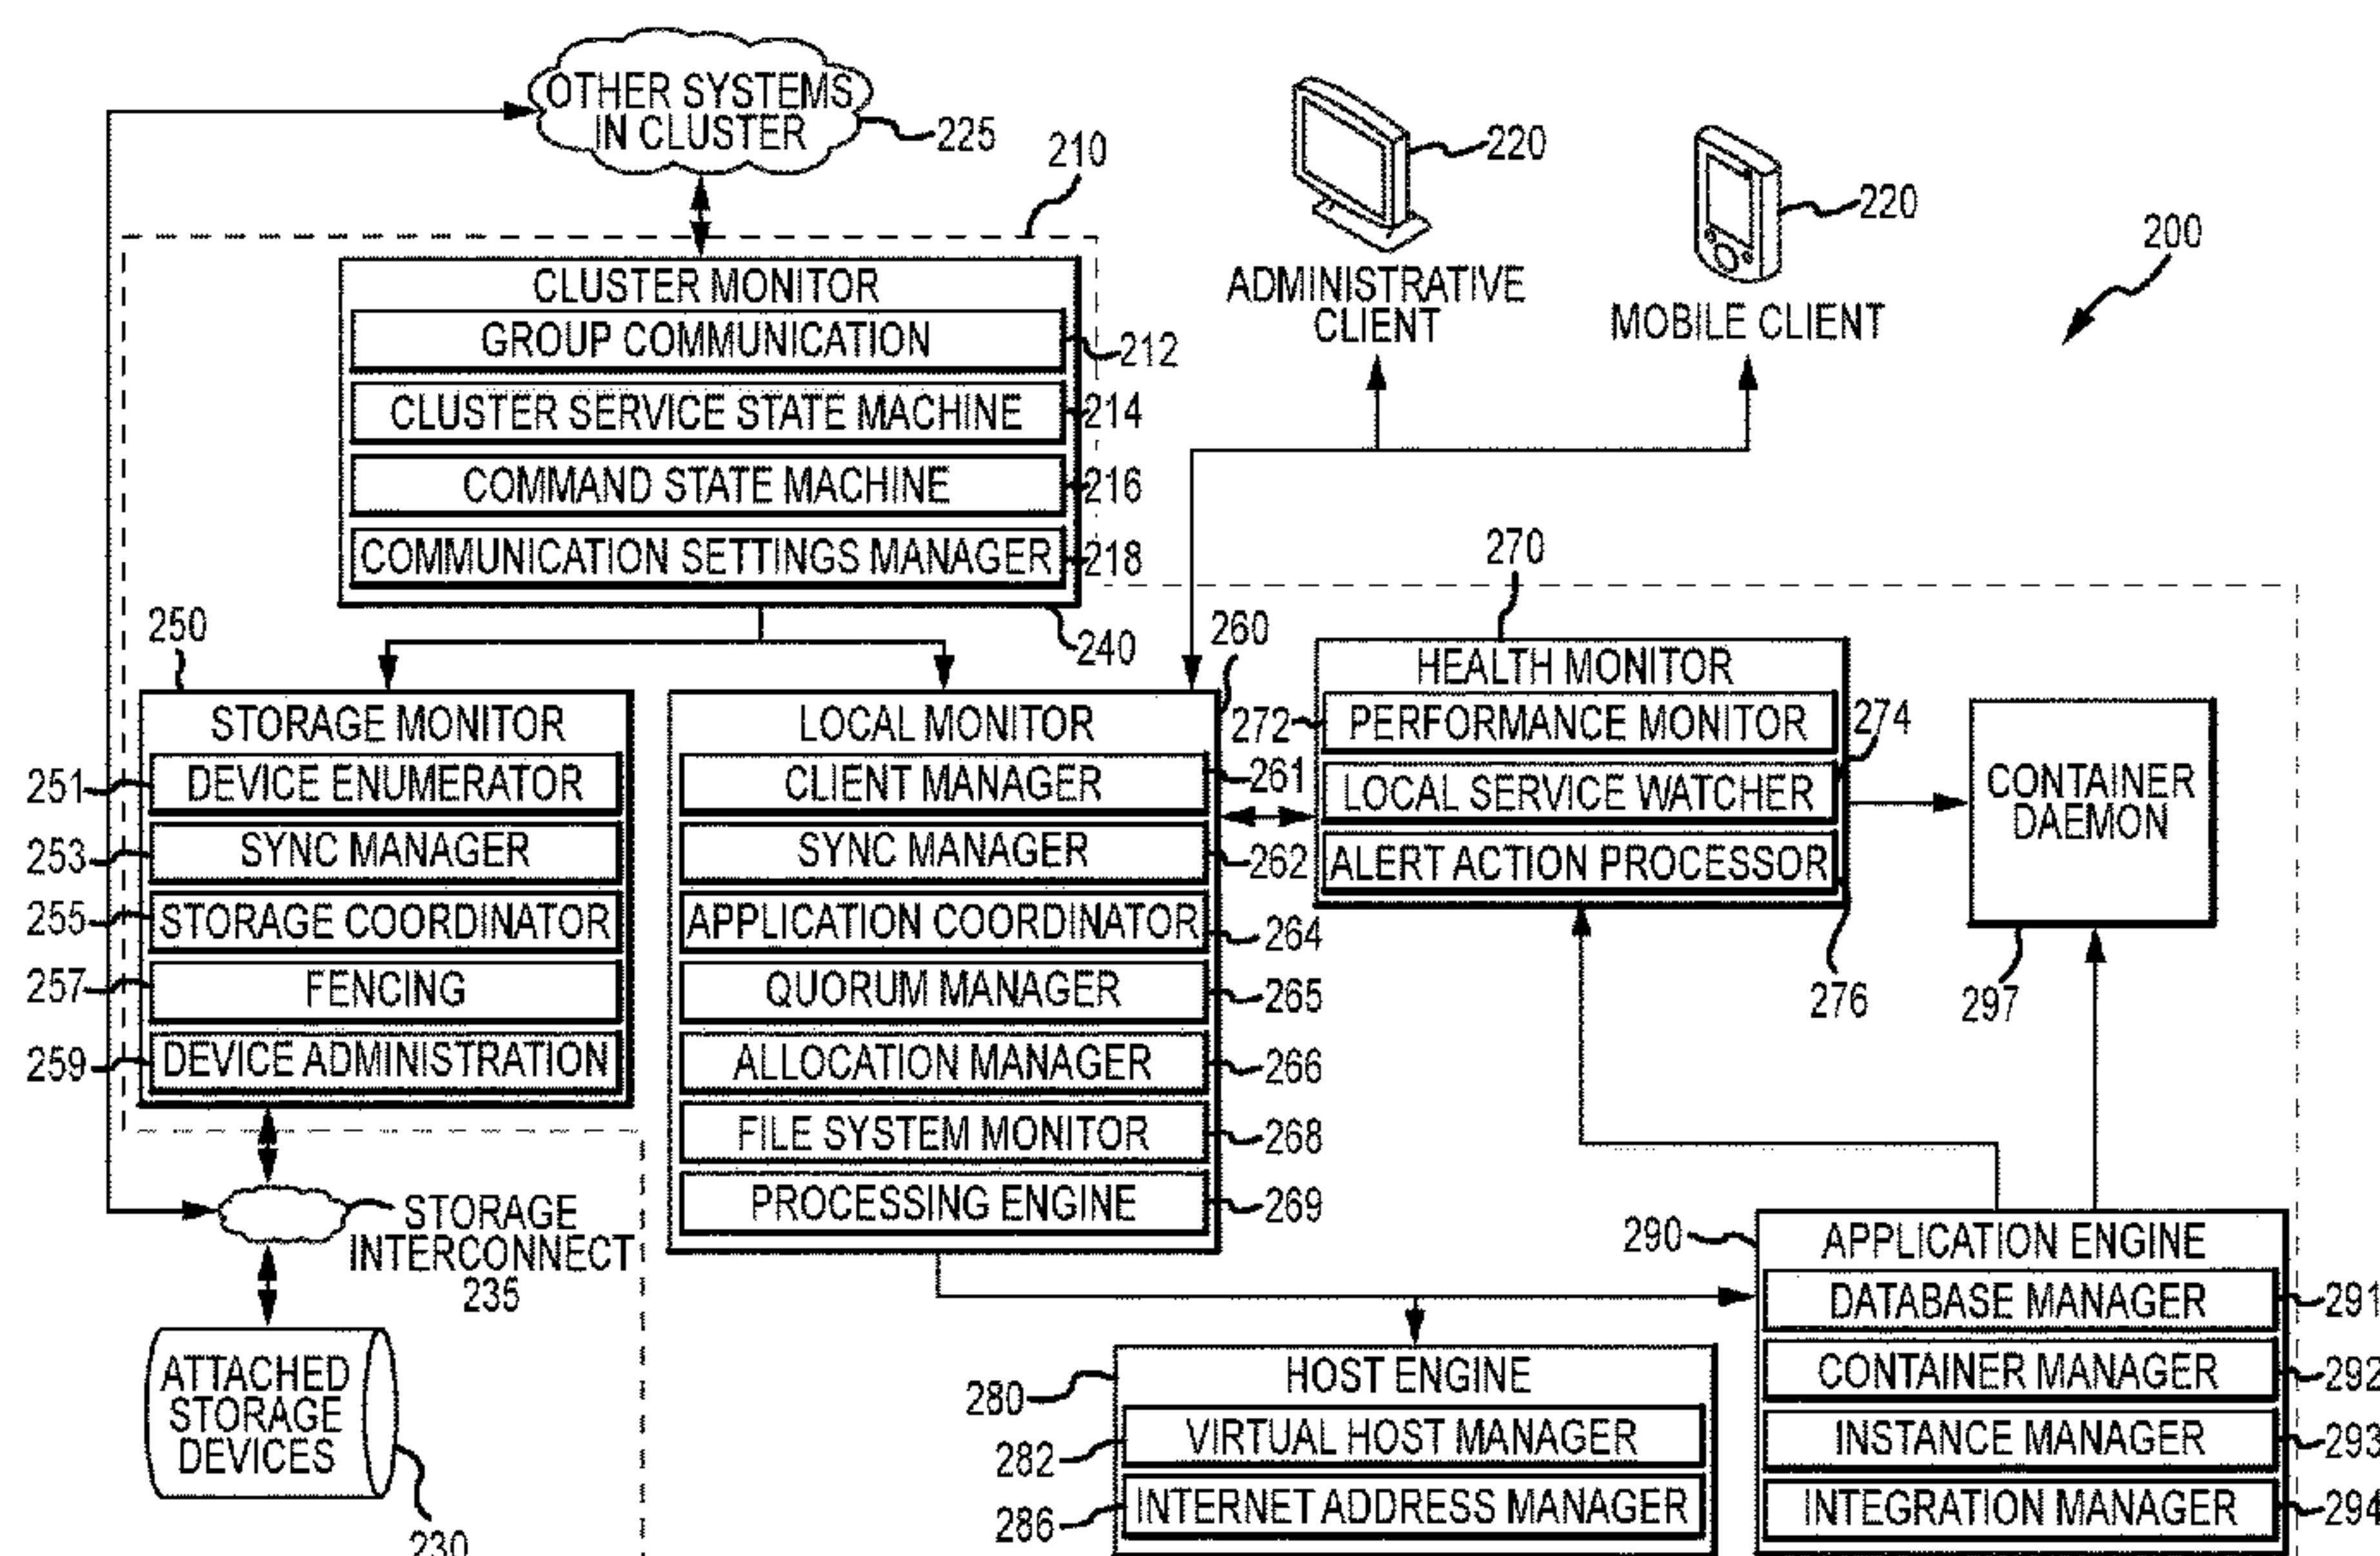 OTHER SYSTEMS
IN CLUSTER
225
210
220
220
200
ADMINISTRATIVE
CLIENT
MOBILE CLIENT
CLUSTER MONITOR
GROUP COMMUNICATION
212
CLUSTER SERVICE STATE MACHINE
214
COMMAND STATE MACHINE
216
COMMUNICATION SETTINGS MANAGER
218
240
250
STORAGE MONITOR
251
DEVICE ENUMERATOR
253
SYNC MANAGER
255
STORAGE COORDINATOR
257
FENCING
259
DEVICE ADMINISTRATION
260
LOCAL MONITOR
CLIENT MANAGER
261
SYNC MANAGER
262
APPLICATION COORDINATOR
264
QUORUM MANAGER
265
ALLOCATION MANAGER
266
FILE SYSTEM MONITOR
268
PROCESSING ENGINE
269
270
HEALTH MONITOR
272
PERFORMANCE MONITOR
274
LOCAL SERVICE WATCHER
ALERT ACTION PROCESSOR
276
CONTAINER
DAEMON
297
STORAGE
INTERCONNECT
235
ATTACHED
STORAGE
DEVICES
230
280
HOST ENGINE
282
VIRTUAL HOST MANAGER
286
INTERNET ADDRESS MANAGER
290
APPLICATION ENGINE
DATABASE MANAGER
291
CONTAINER MANAGER
292
INSTANCE MANAGER
293
INTEGRATION MANAGER
294